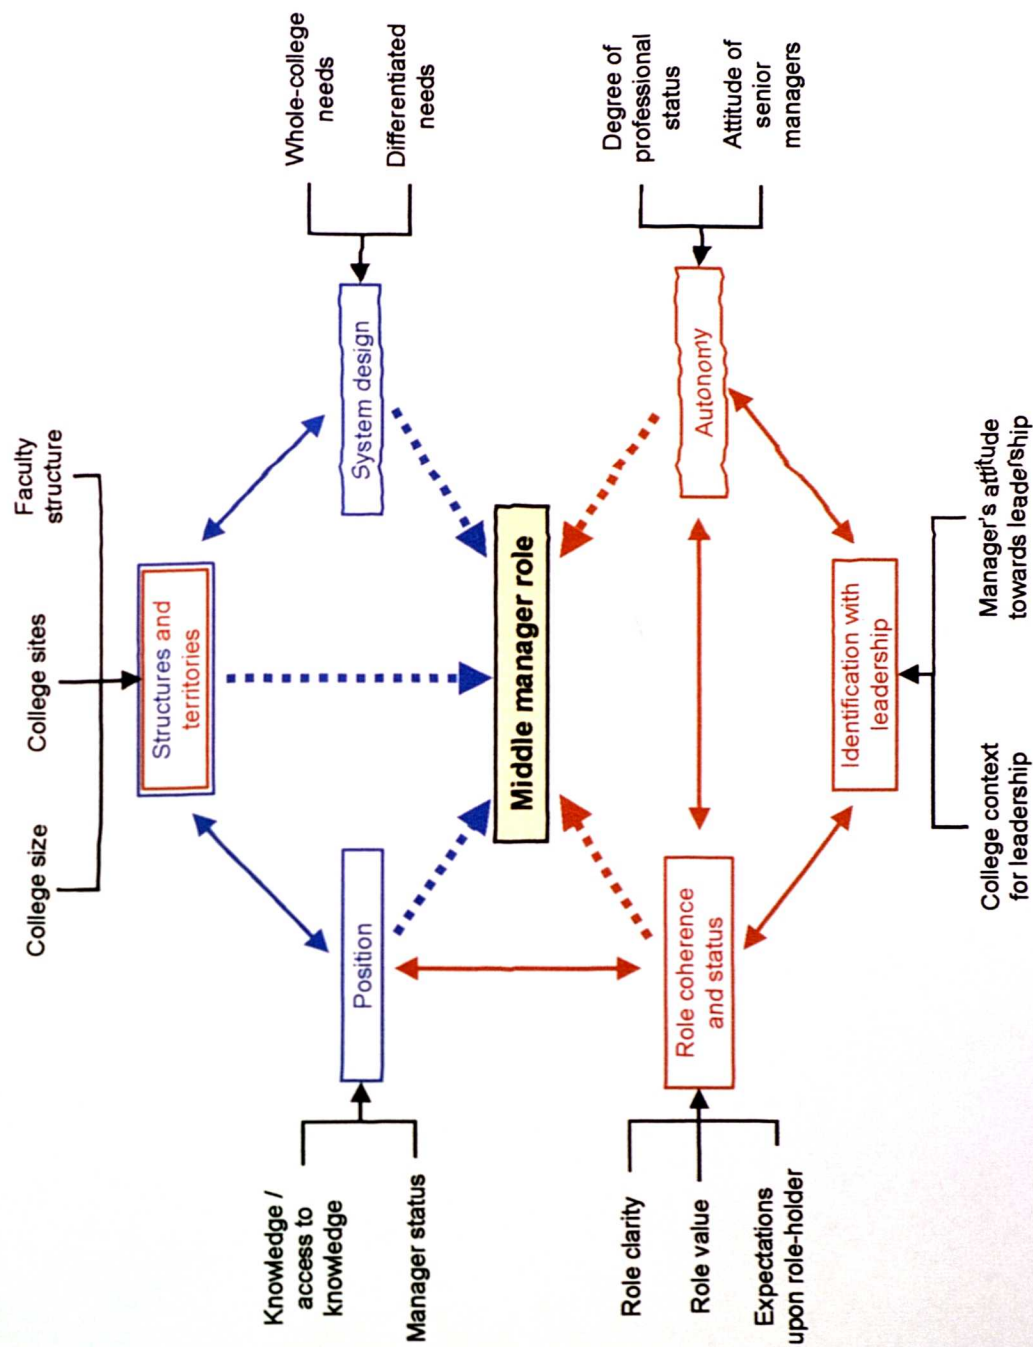 College size
College sites
Faculty
structure
Structures and
territories
Knowledge /
access to
knowledge
Manager status
Position
System design
Whole-college
needs
Differentiated
needs
Middle manager role
Role clarity
Role value
Expectations
upon role-holder
Role coherence
and status
Autonomy
Degree of
professional
status
Attitude of
senior
managers
Identification with
leadership
College context
for leadership
Manager's attitude
towards leadership